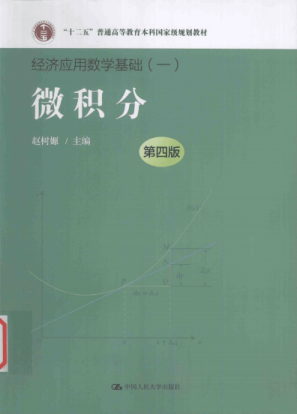 “十二五”普通高等教育本科国家级规划教材
经济应用数学基础（一）
微积分
赵树嫄 / 主编
第四版
中国人民大学出版社